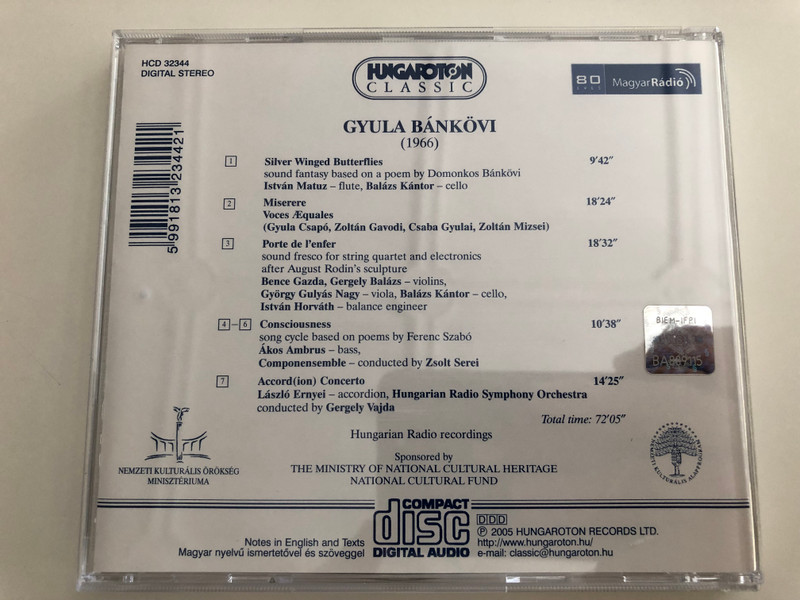 HCD 32344
DIGITAL STEREO
HUNGAROTON
CLASSIC
80
MagyarRádió
GYULA BÁNKÖVI
(1966)
5 991813 234421
1 Silver Winged Butterflies 9'42"
sound fantasy based on a poem by Domonkos Bánkövi
István Matuz – flute, Balázs Kántor – cello
2 Miserere 18'24"
Voces Æquales
(Gyula Csapó, Zoltán Gavodi, Csaba Gyulai, Zoltán Mizsei)
3 Porte de l'enfer 18'32"
sound fresco for string quartet and electronics
after August Rodin's sculpture
Bence Gazda, Gergely Balázs – violins,
György Gulyás Nagy – viola, Balázs Kántor – cello,
István Horváth – balance engineer
4 – 6 Consciousness 10'38"
song cycle based on poems by Ferenc Szabó
Ákos Ambrus – bass,
Componensemble – conducted by Zsolt Serei
BIEM-IFPI
7 Accord(ion) Concerto 14'25"
László Ernyei – accordion, Hungarian Radio Symphony Orchestra
conducted by Gergely Vajda
Total time: 72'05"
Hungarian Radio recordings
Sponsored by
THE MINISTRY OF NATIONAL CULTURAL HERITAGE
NATIONAL CULTURAL FUND
NEMZETI KULTURÁLIS ÖRÖKSÉG
MINISZTÉRIUMA
NEMZETI KULTURÁLIS ALAPPROGRAM
Notes in English and Texts
Magyar nyelvű ismertetővel és szöveggel
COMPACT
disc
DIGITAL AUDIO
DDD
℗ 2005 HUNGAROTON RECORDS LTD.
http://www.hungaroton.hu/
e-mail: classic@hungaroton.hu